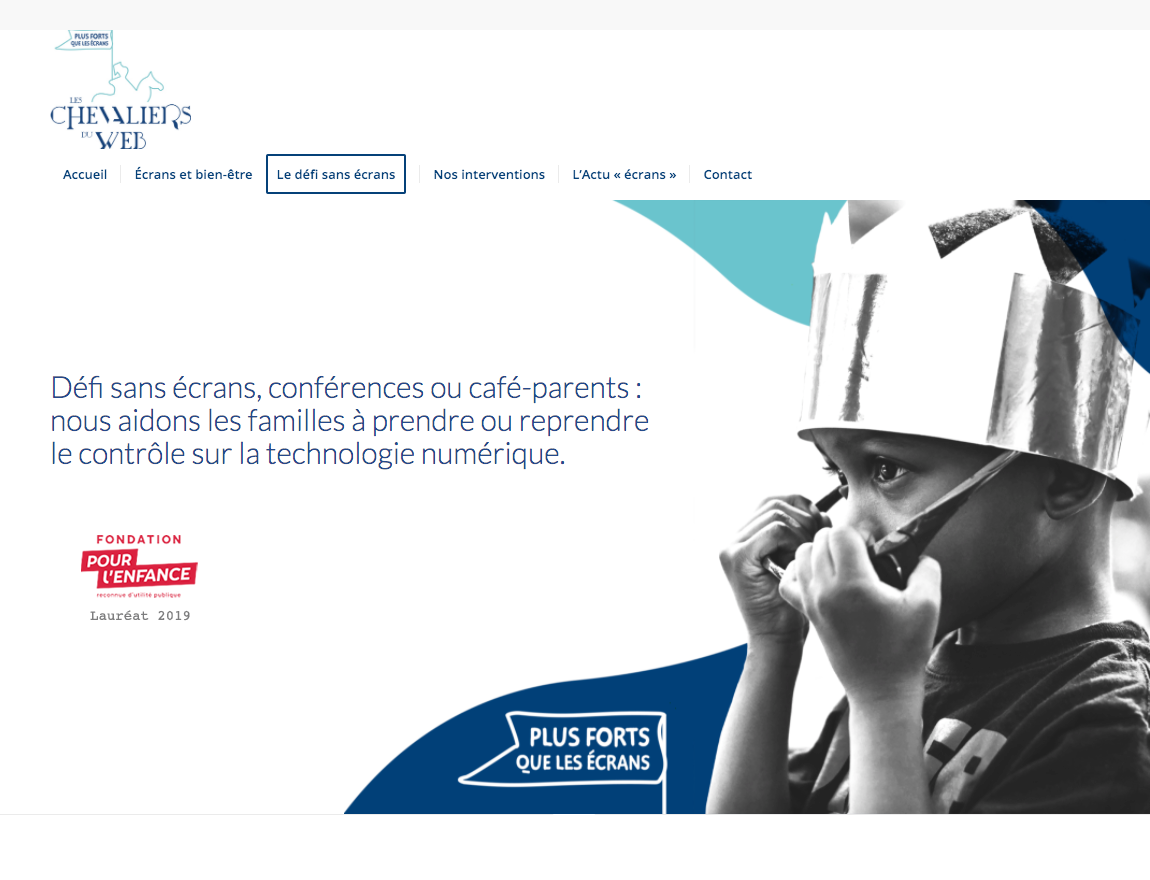 PLUS FORTS
QUE LES ÉCRANS
LES
CHEVALIERS
DU WEB
Accueil
Écrans et bien-être
Le défi sans écrans
Nos interventions
L'Actu « écrans »
Contact
Défi sans écrans, conférences ou café-parents :
nous aidons les familles à prendre ou reprendre
le contrôle sur la technologie numérique.
FONDATION
POUR
L'ENFANCE
reconnue d'utilité publique
Lauréat 2019
PLUS FORTS
QUE LES ÉCRANS